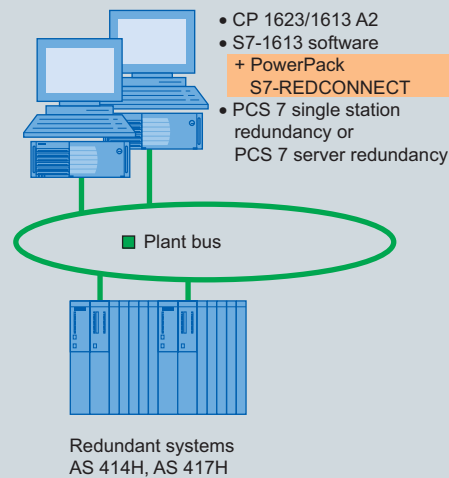 • CP 1623/1613 A2
• S7-1613 software
+ PowerPack
S7-REDCONNECT
• PCS 7 single station
redundancy or
PCS 7 server redundancy
Plant bus
Redundant systems
AS 414H, AS 417H